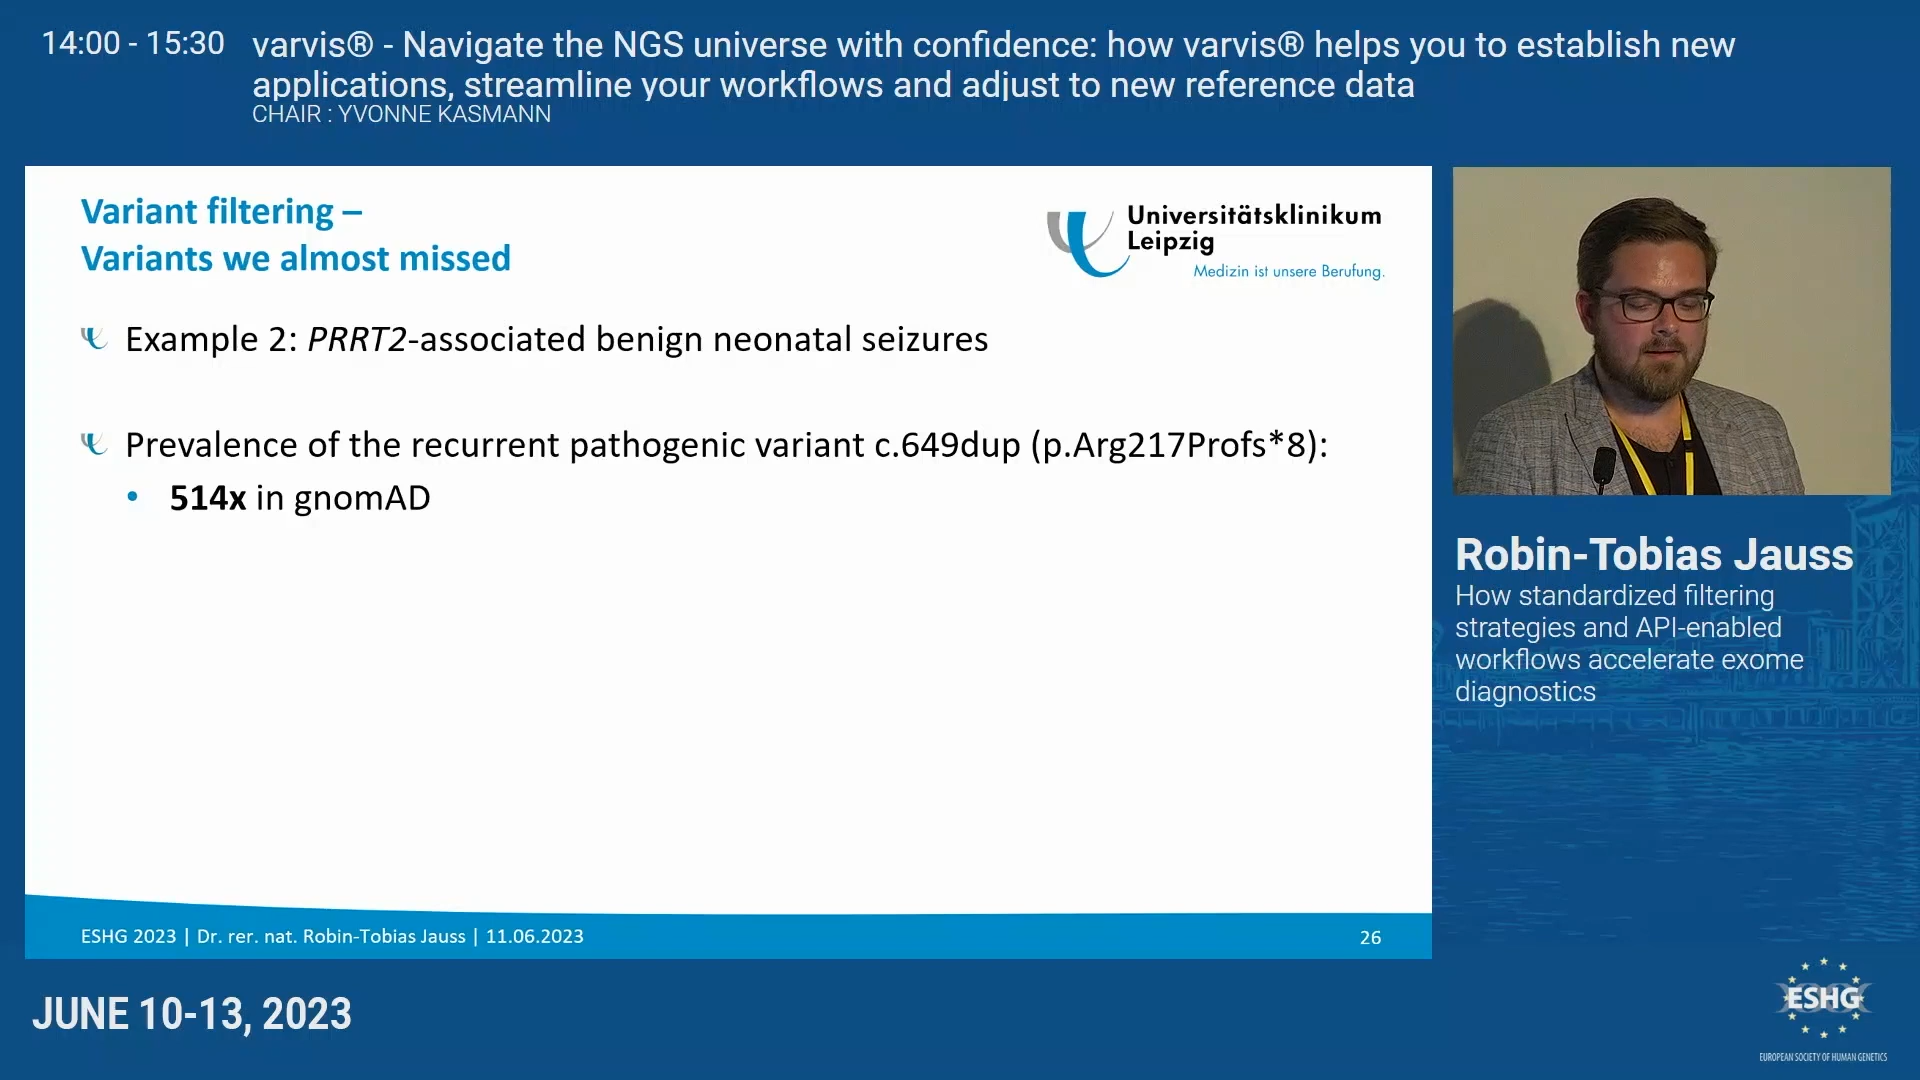 14:00 - 15:30
varvis® - Navigate the NGS universe with confidence: how varvis® helps you to establish new
applications, streamline your workflows and adjust to new reference data
CHAIR : YVONNE KASMANN
Variant filtering –
Variants we almost missed
Universitätsklinikum
Leipzig
Medizin ist unsere Berufung.
Example 2: PRRT2-associated benign neonatal seizures
Prevalence of the recurrent pathogenic variant c.649dup (p.Arg217Profs*8):
• 514x in gnomAD
ESHG 2023 | Dr. rer. nat. Robin-Tobias Jauss | 11.06.2023
26
Robin-Tobias Jauss
How standardized filtering
strategies and API-enabled
workflows accelerate exome
diagnostics
JUNE 10-13, 2023
ESHG
EUROPEAN SOCIETY OF HUMAN GENETICS